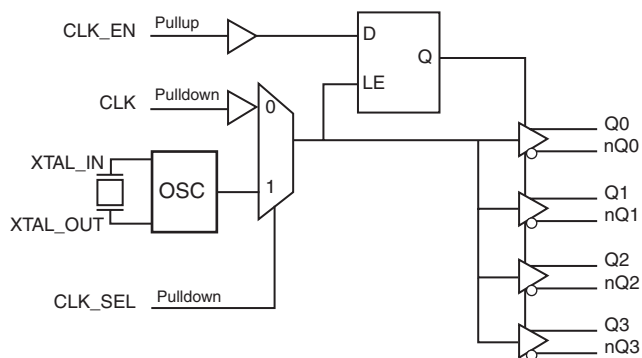 CLK_EN Pullup
D
Q
LE
CLK Pulldown
0
XTAL_IN
OSC
1
XTAL_OUT
CLK_SEL Pulldown
Q0
nQ0
Q1
nQ1
Q2
nQ2
Q3
nQ3